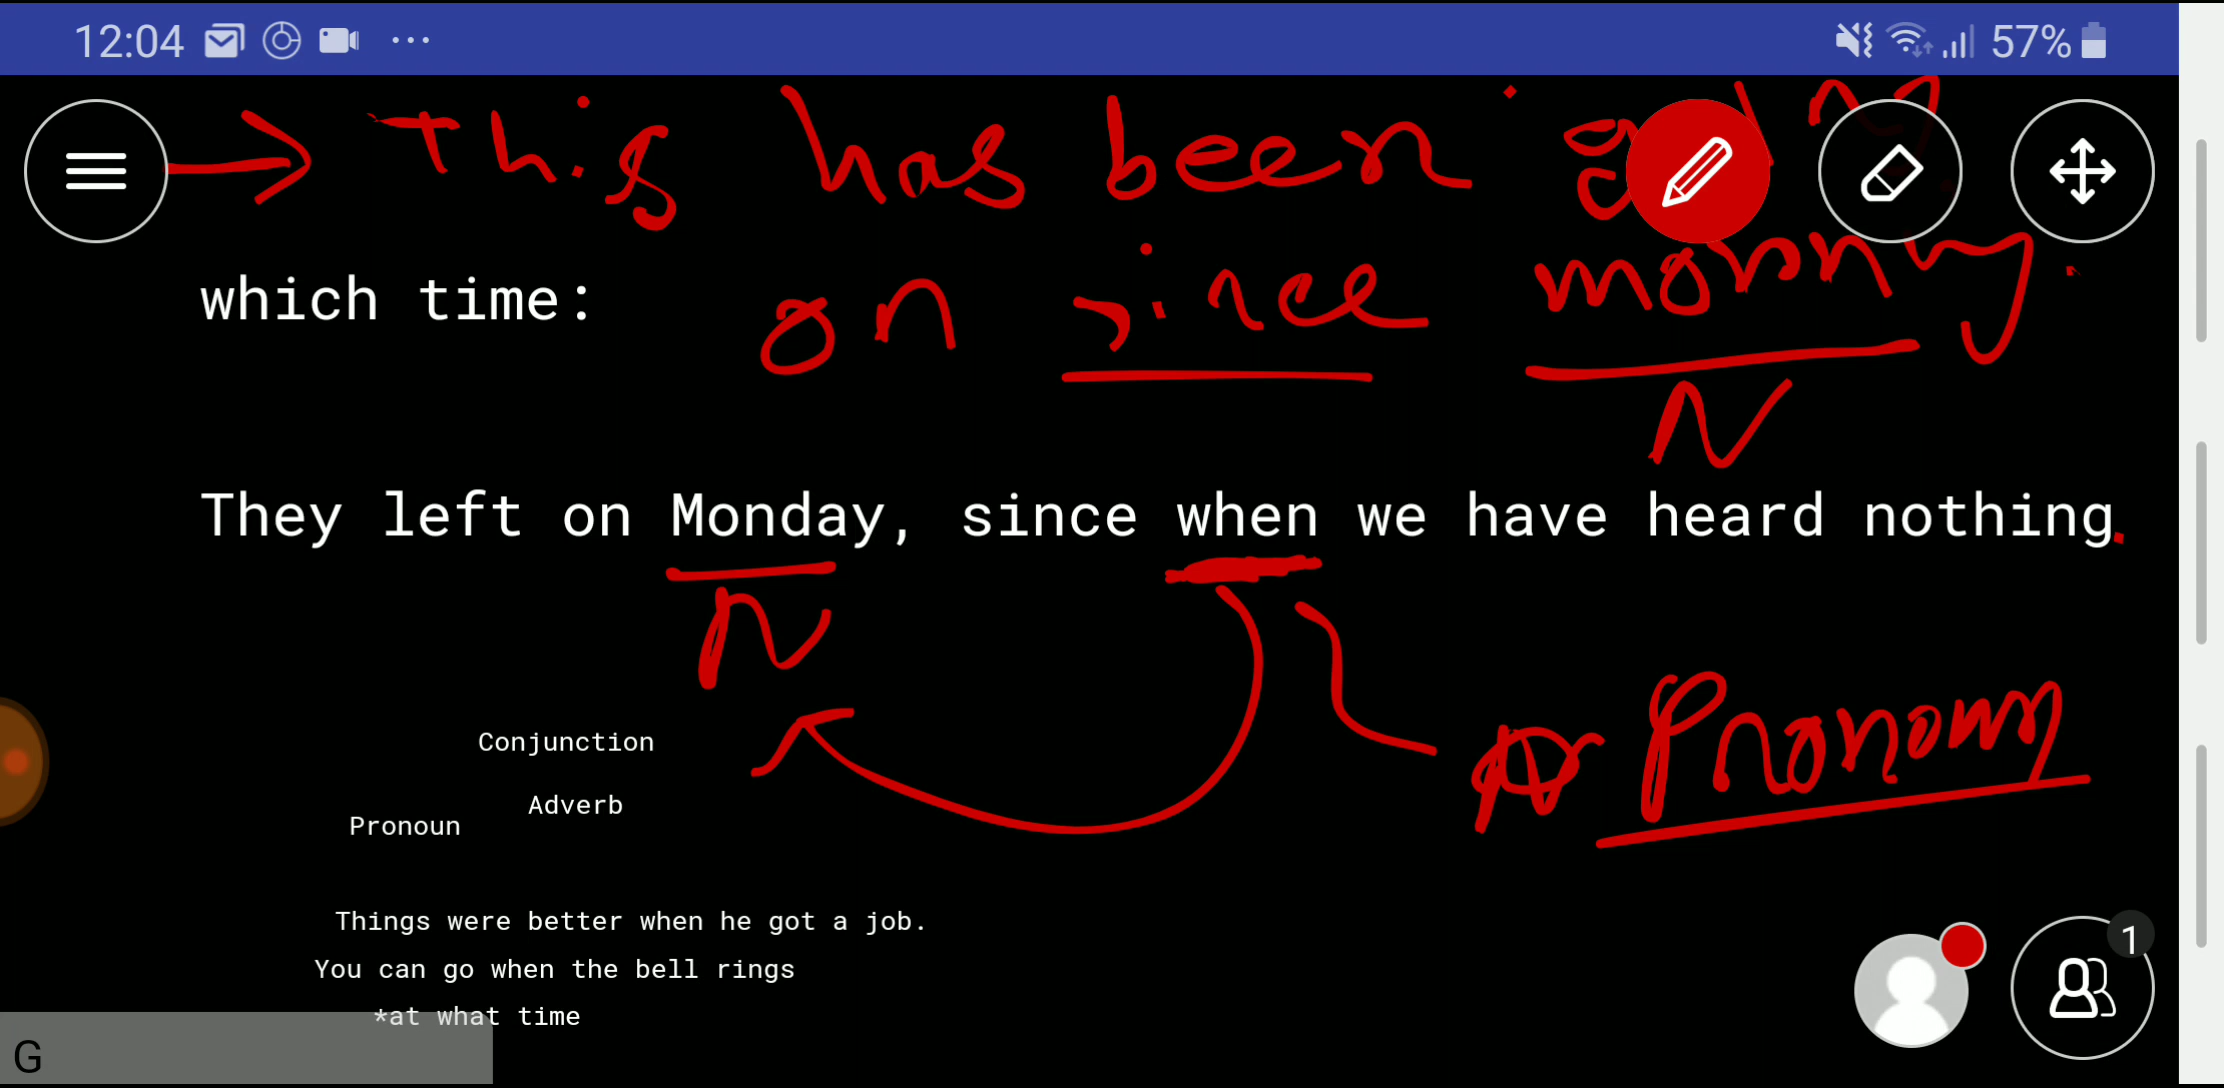 12:04 57%
→ This has been
which time: on since morning.
N
They left on Monday, since when we have heard nothing.
N
Pronoun
Conjunction
Adverb
Pronoun
Things were better when he got a job.
You can go when the bell rings
*at what time
1
G